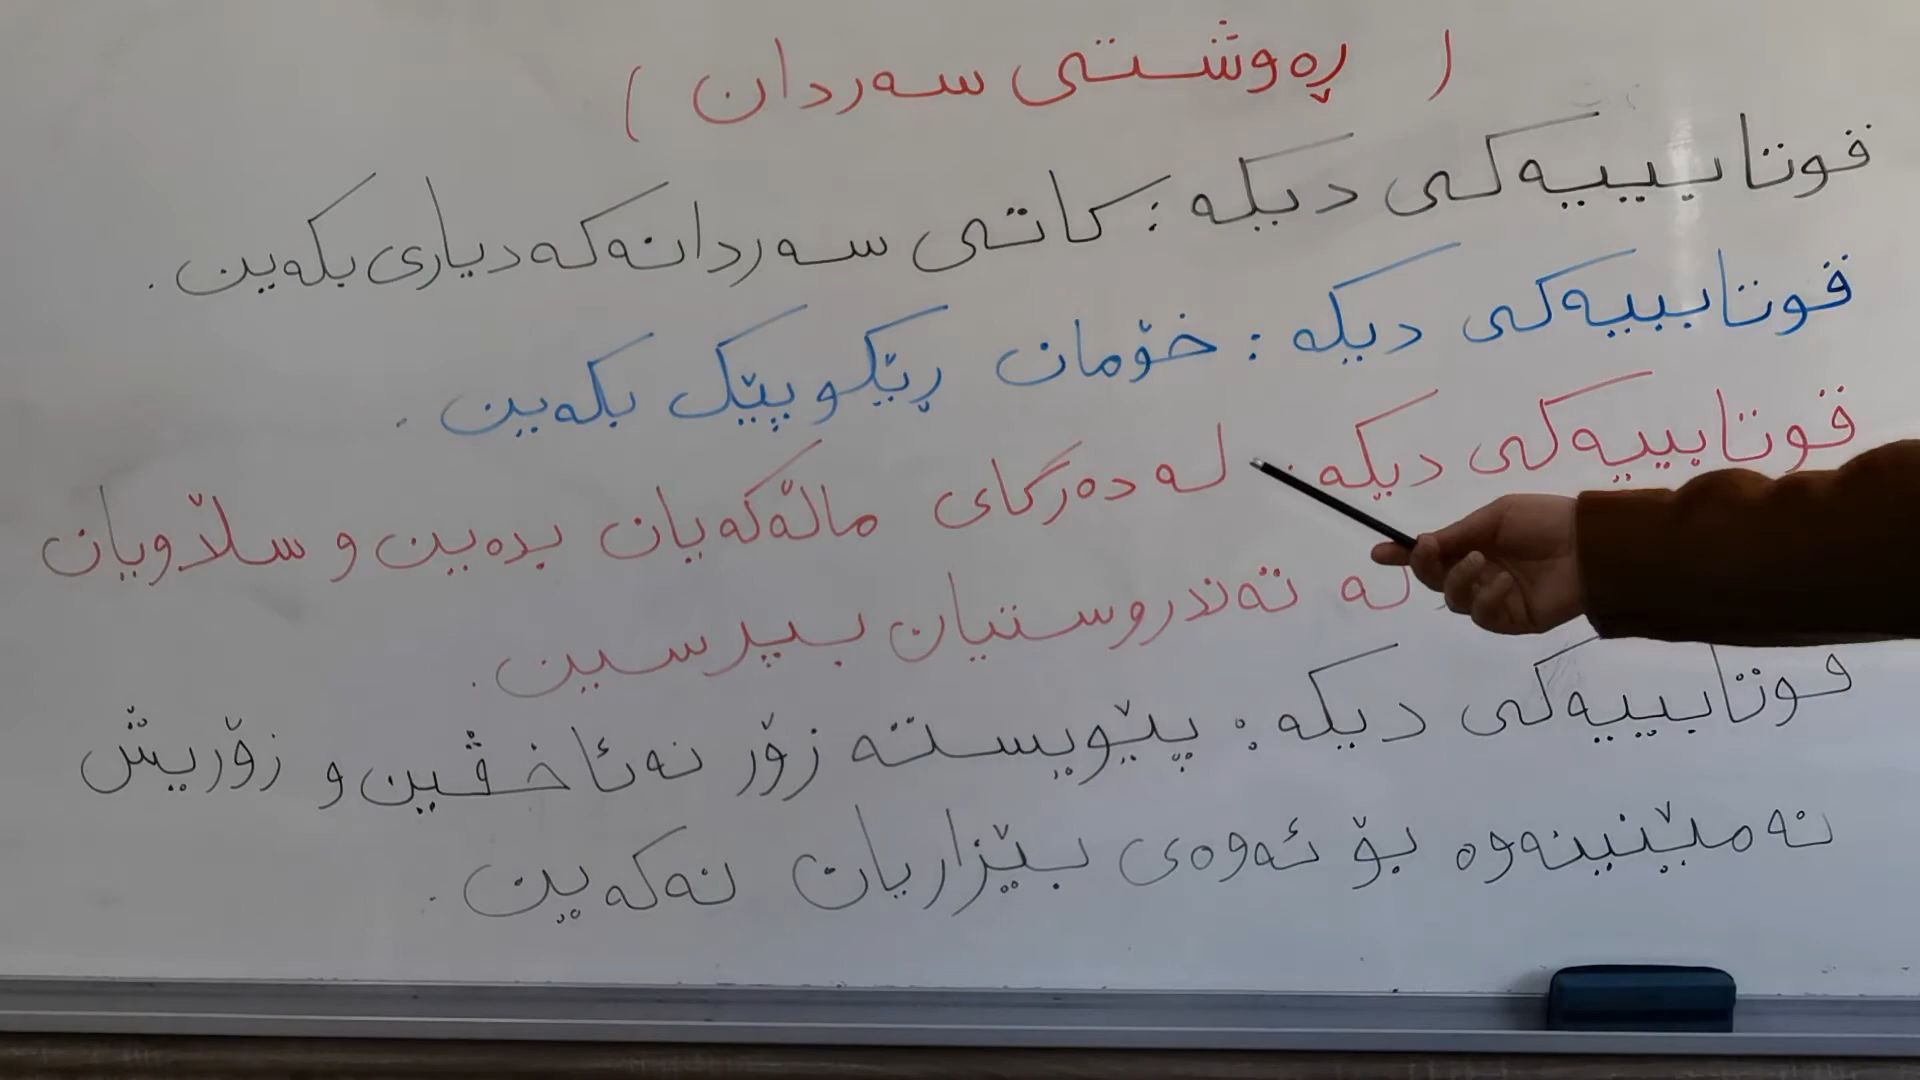 ( ڕەوشتی سەردان )
قوتابییەکی دیکە : کاتی سەردانەکە دیاری بکەین .
قوتابییەکی دیکە : خۆمان ڕێکوپێک بکەین .
قوتابییەکی دیکە : لە دەرگای ماڵەکەیان بدەین و سڵاویان
لە تەندروستیان بپرسین .
قوتابییەکی دیکە : پێویستە زۆر نەئاخڤین و زۆریش
نەمێنینەوە بۆ ئەوەی بێزاریان نەکەین .